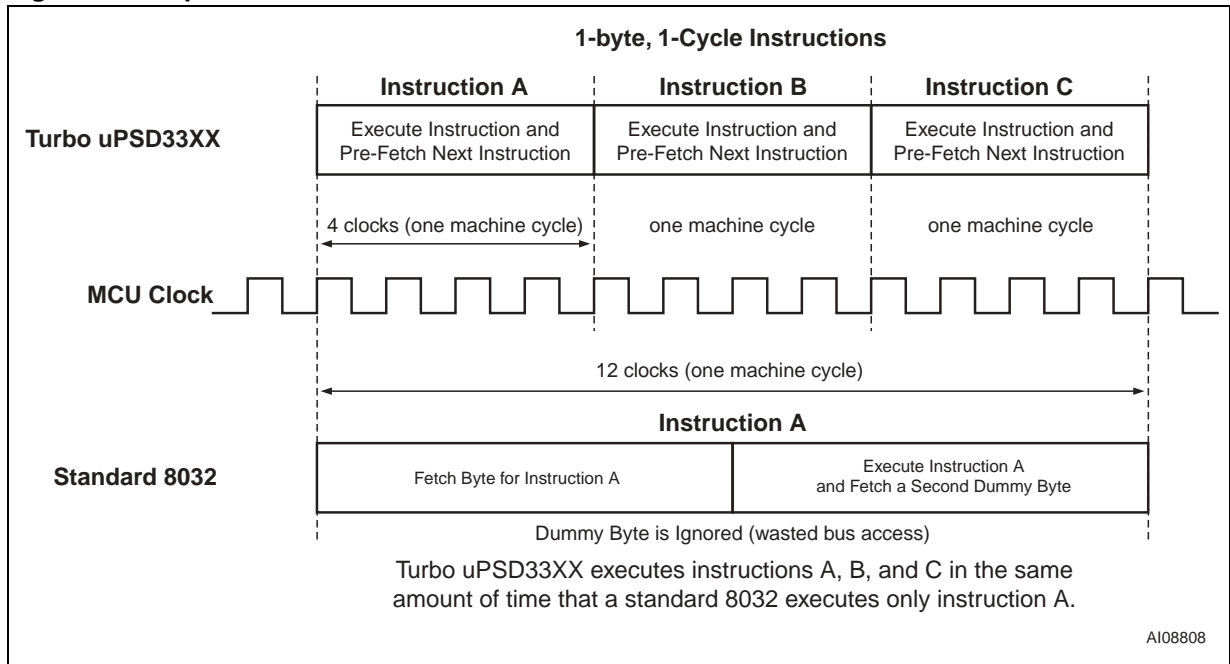 1-byte, 1-Cycle Instructions
Instruction A
Instruction B
Instruction C
Turbo uPSD33XX
Execute Instruction and
Pre-Fetch Next Instruction
Execute Instruction and
Pre-Fetch Next Instruction
Execute Instruction and
Pre-Fetch Next Instruction
4 clocks (one machine cycle)
one machine cycle
one machine cycle
MCU Clock
12 clocks (one machine cycle)
Instruction A
Standard 8032
Fetch Byte for Instruction A
Execute Instruction A
and Fetch a Second Dummy Byte
Dummy Byte is Ignored (wasted bus access)
Turbo uPSD33XX executes instructions A, B, and C in the same
amount of time that a standard 8032 executes only instruction A.
AI08808